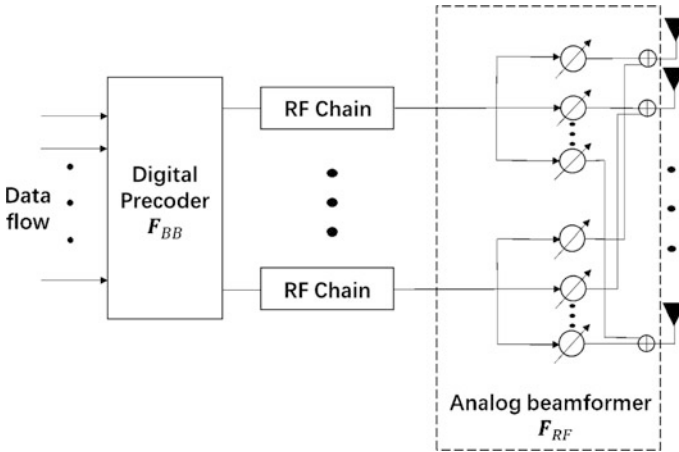 Data
flow
Digital
Precoder
F_BB
RF Chain
RF Chain
Analog beamformer
F_RF